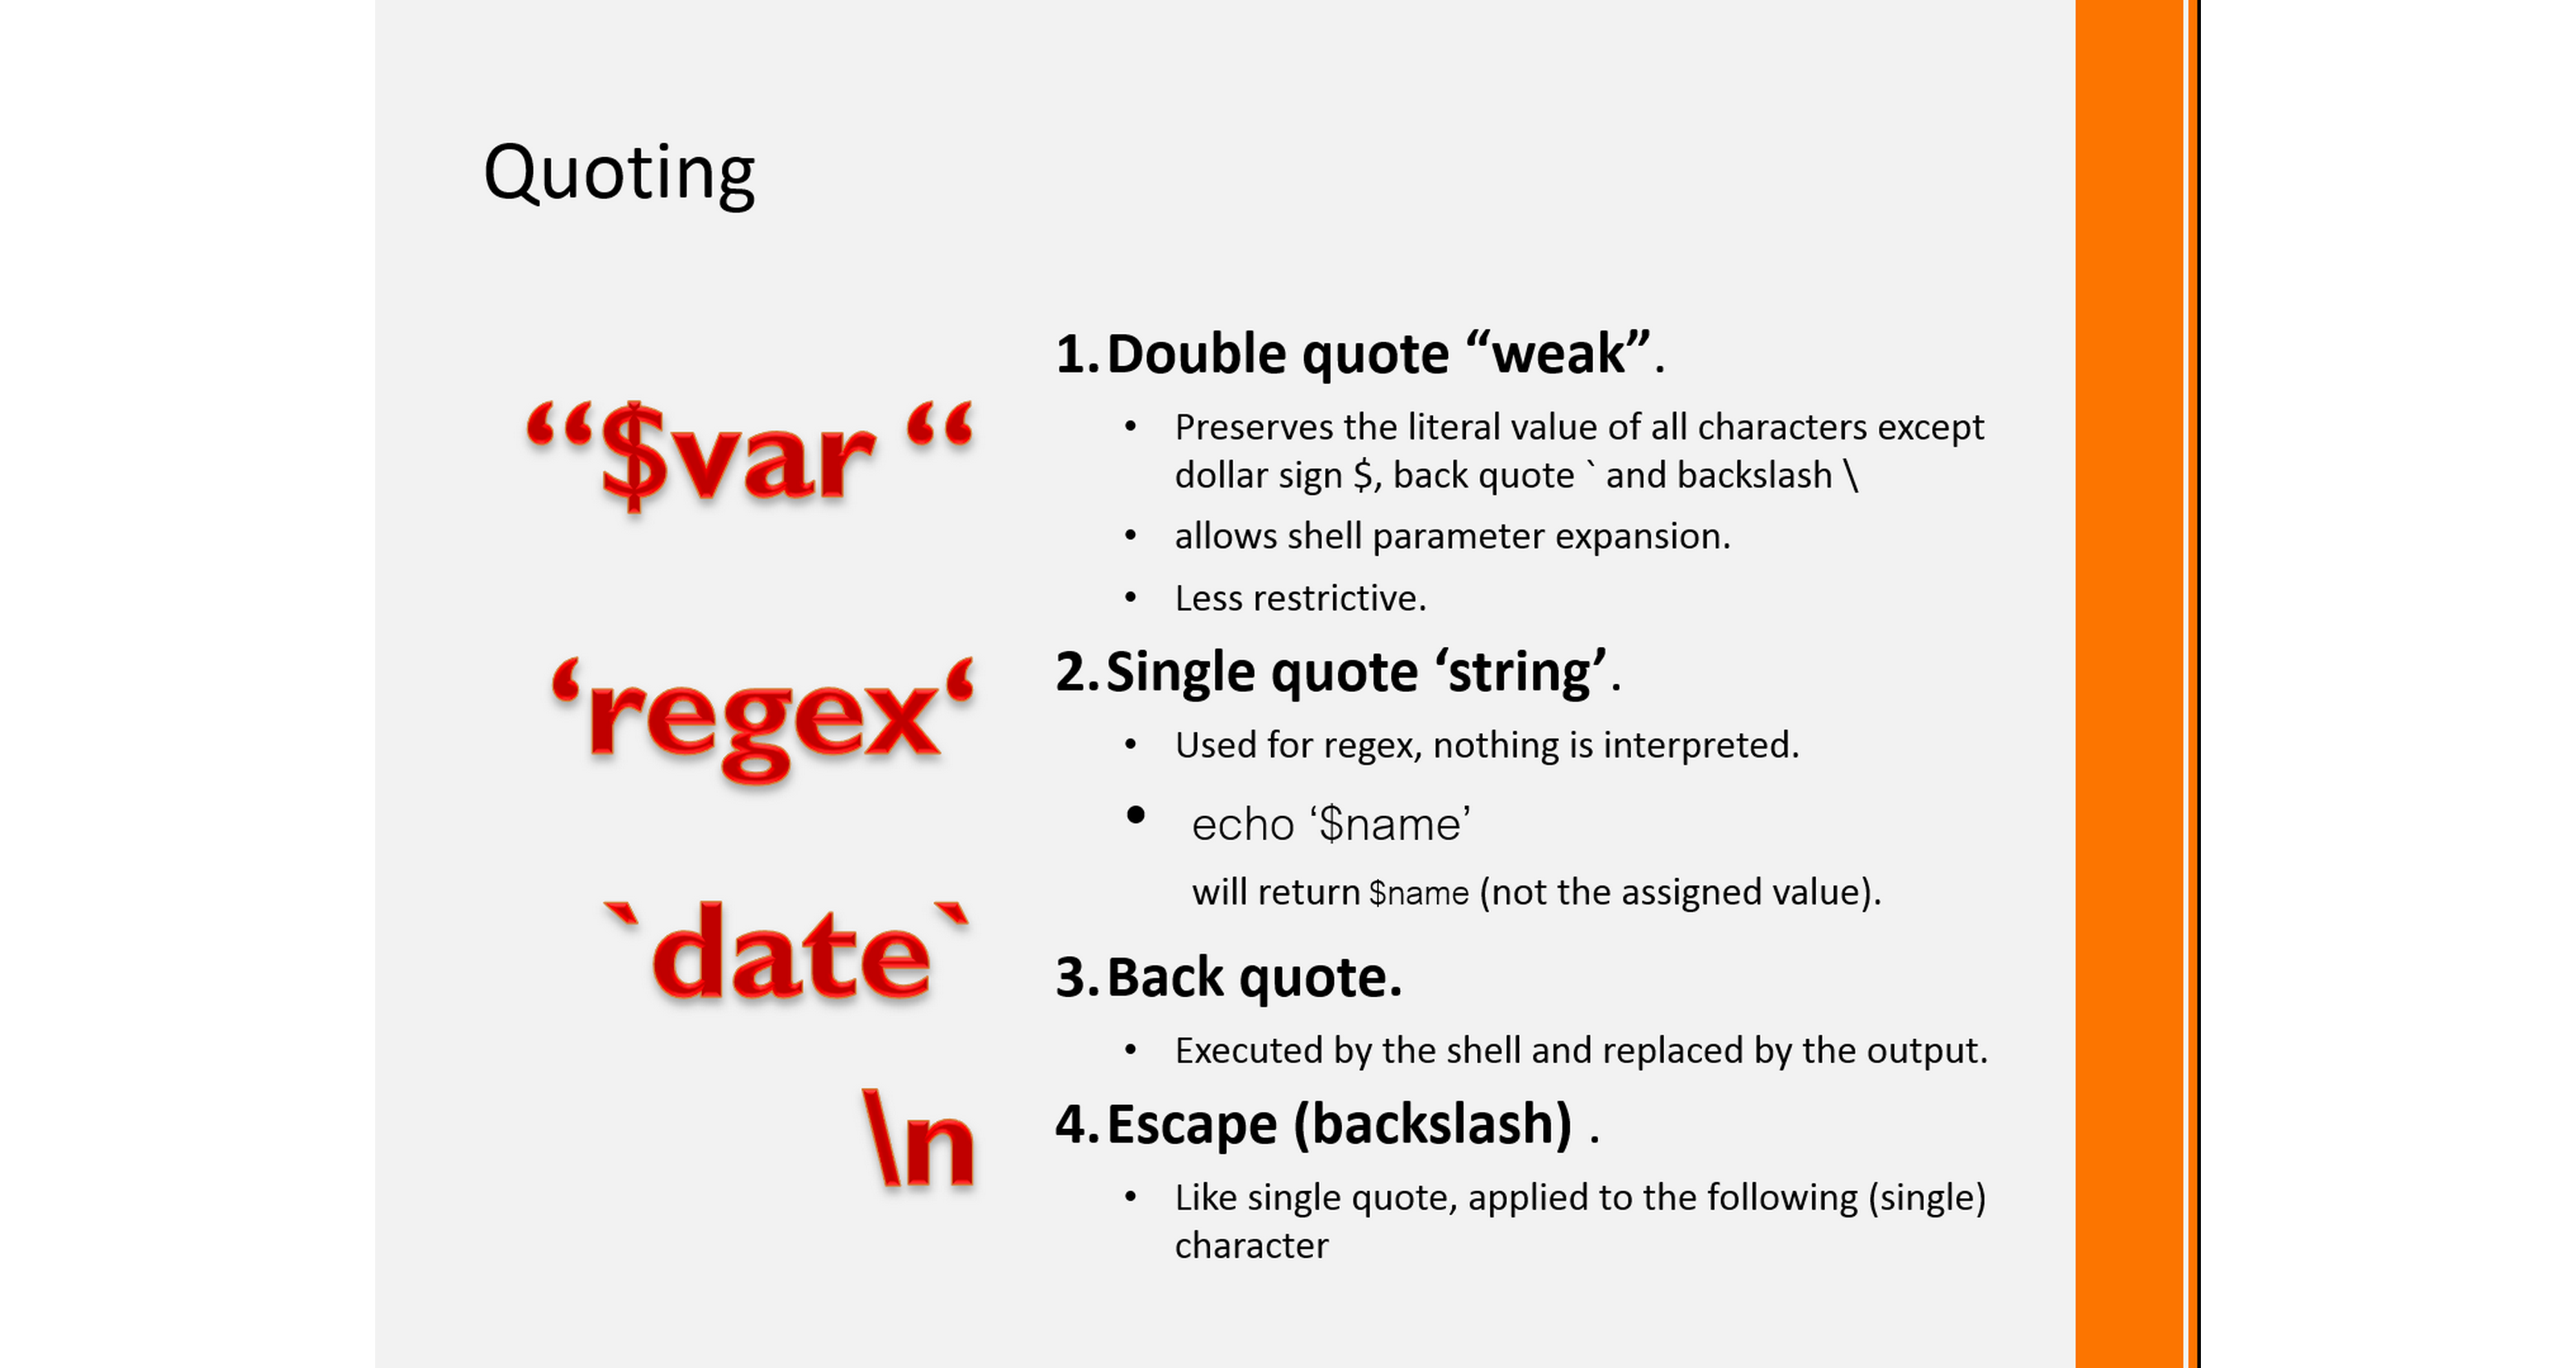 Quoting
“$var “
‘regex‘
`date`
\n
1. Double quote “weak”.
• Preserves the literal value of all characters except
dollar sign $, back quote ` and backslash \
• allows shell parameter expansion.
• Less restrictive.
2. Single quote ‘string’.
• Used for regex, nothing is interpreted.
• echo ‘$name’
will return $name (not the assigned value).
3. Back quote.
• Executed by the shell and replaced by the output.
4. Escape (backslash) .
• Like single quote, applied to the following (single)
character